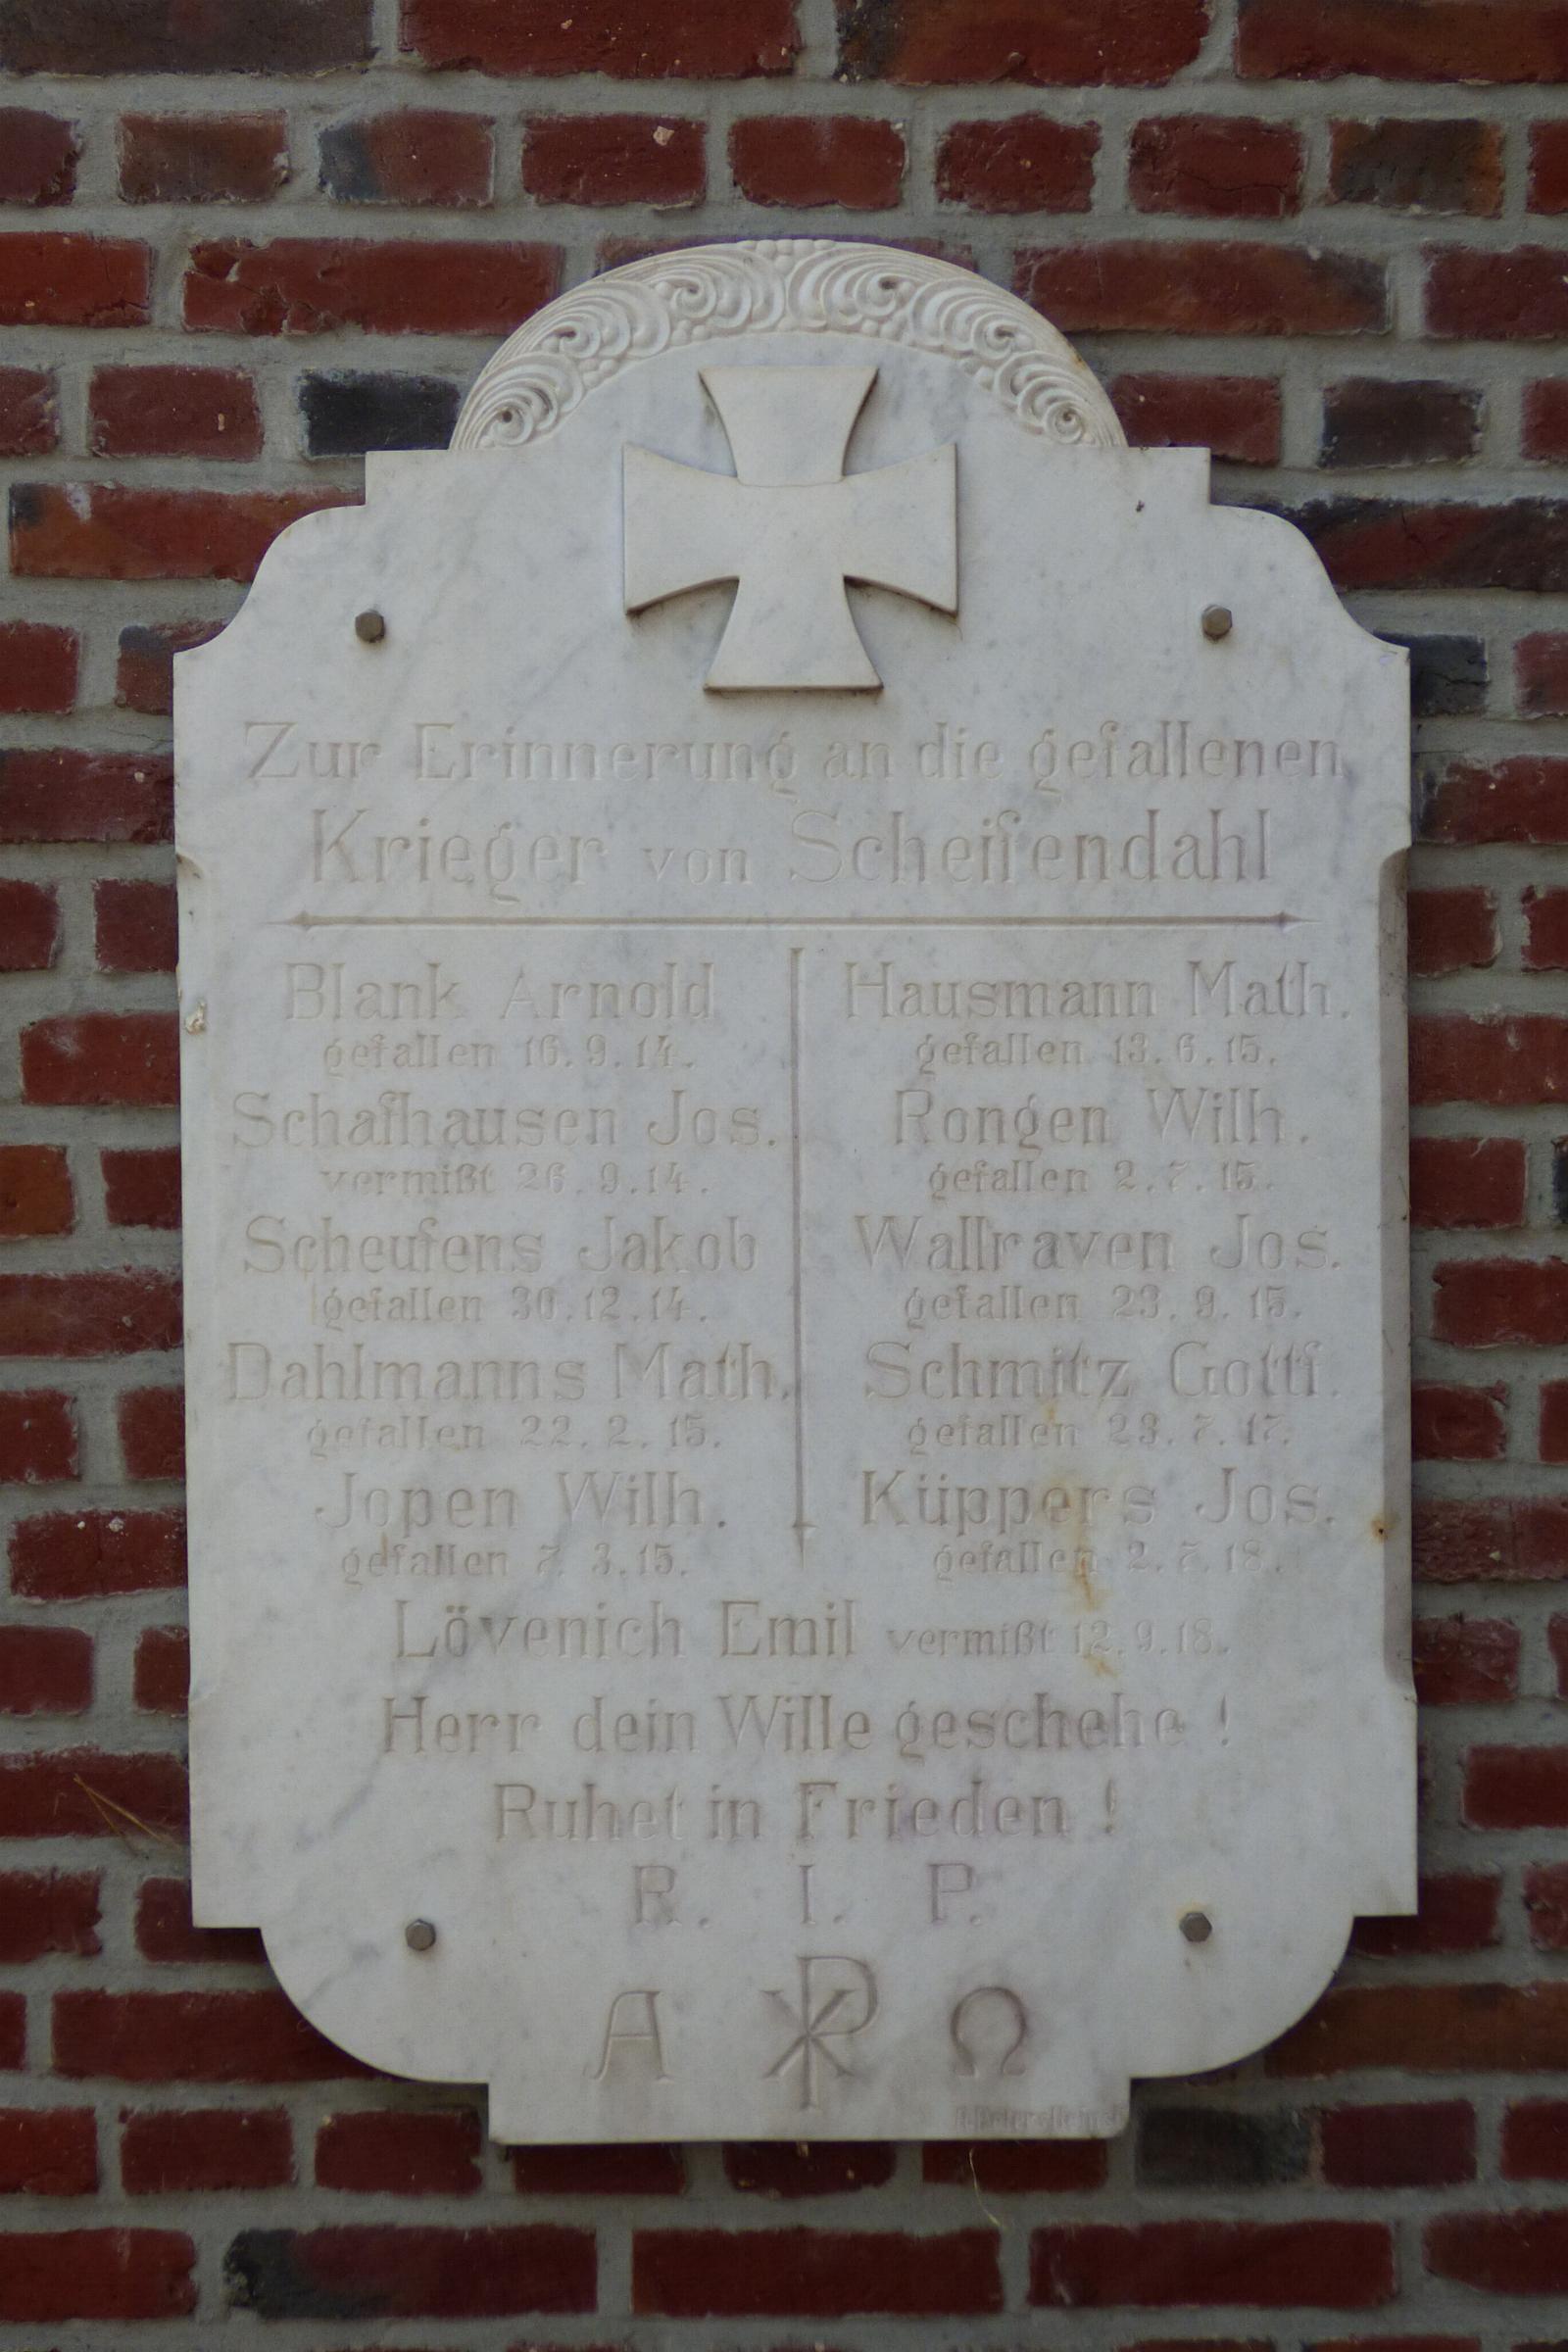 Zur Erinnerung an die gefallenen
Krieger von Scheifendahl
Blank Arnold
gefallen 16.9.14.
Schafhausen Jos.
vermißt 26.9.14.
Scheufens Jakob
gefallen 30.12.14.
Dahlmanns Math.
gefallen 22.2.15.
Jopen Wilh.
gefallen 7.3.15.
Hausmann Math.
gefallen 13.6.15.
Rongen Wilh.
gefallen 2.7.15.
Wallraven Jos.
gefallen 23.9.15.
Schmitz Gottf.
gefallen 23.7.17.
Küppers Jos.
gefallen 2.7.18.
Lövenich Emil vermißt 12.9.18.
Herr dein Wille geschehe !
Ruhet in Frieden !
R. I. P.
Α ☧ Ω